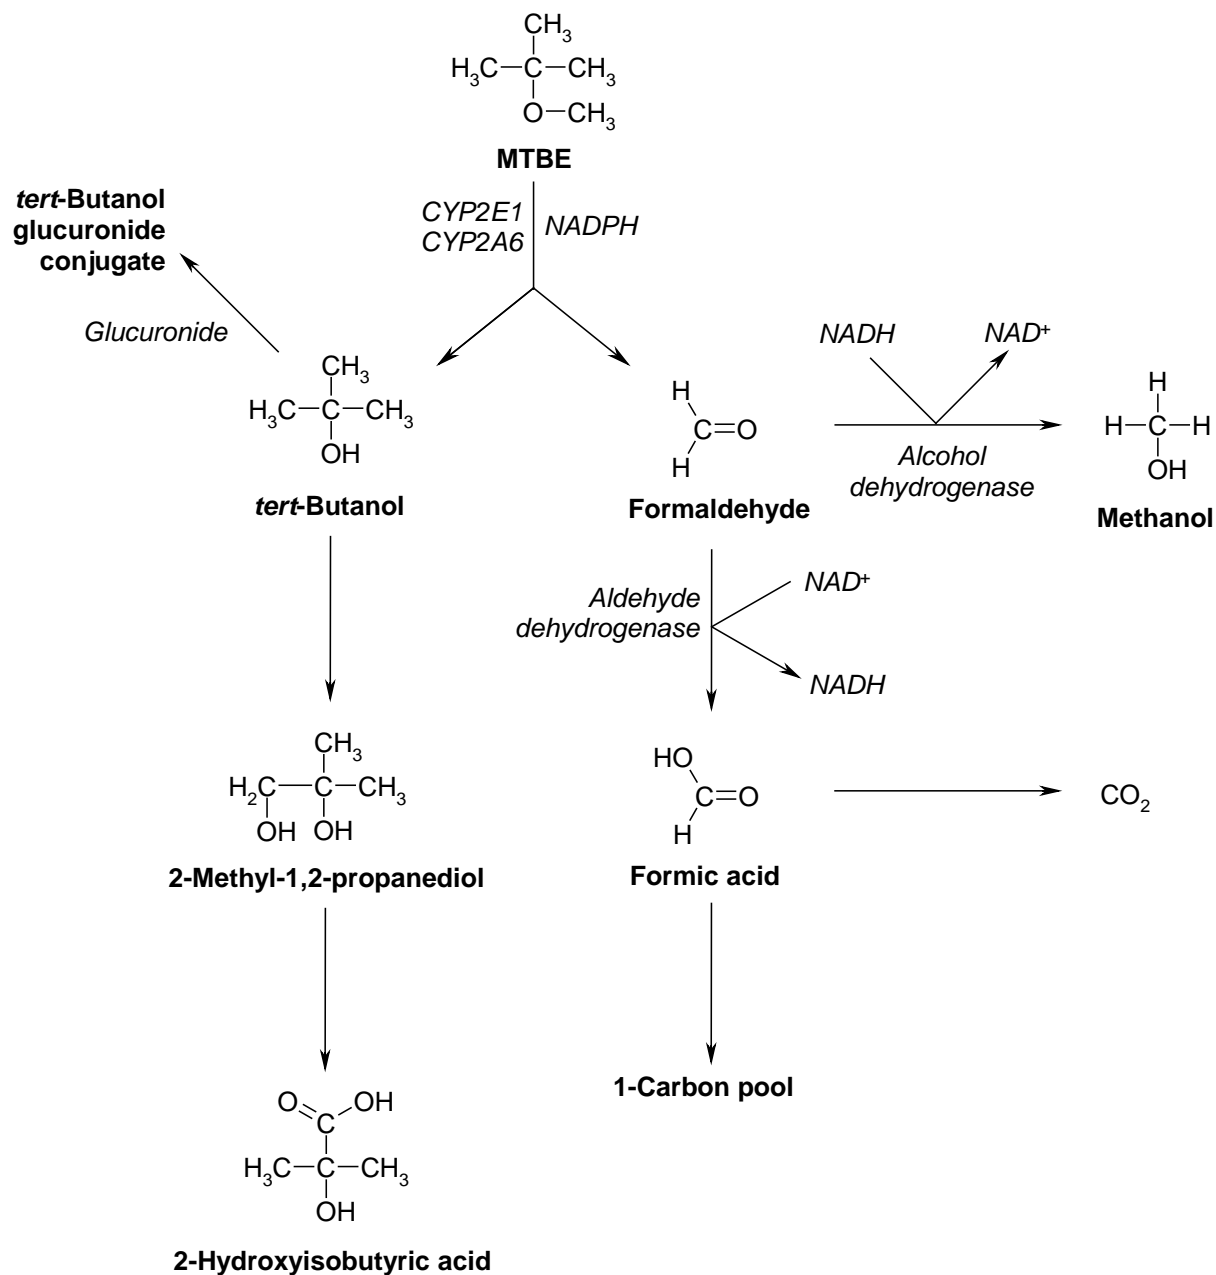 CH3
H3C C CH3
O CH3
MTBE
tert-Butanol
glucuronide
conjugate
CYP2E1
CYP2A6
NADPH
Glucuronide
NADH
NAD+
CH3
H3C C CH3
OH
tert-Butanol
H
C O
H
Formaldehyde
Alcohol
dehydrogenase
H
H C H
OH
Methanol
Aldehyde
dehydrogenase
NAD+
NADH
CH3
H2C C CH3
OH OH
2-Methyl-1,2-propanediol
HO
C O
H
Formic acid
CO2
1-Carbon pool
O OH
C
H3C C CH3
OH
2-Hydroxyisobutyric acid